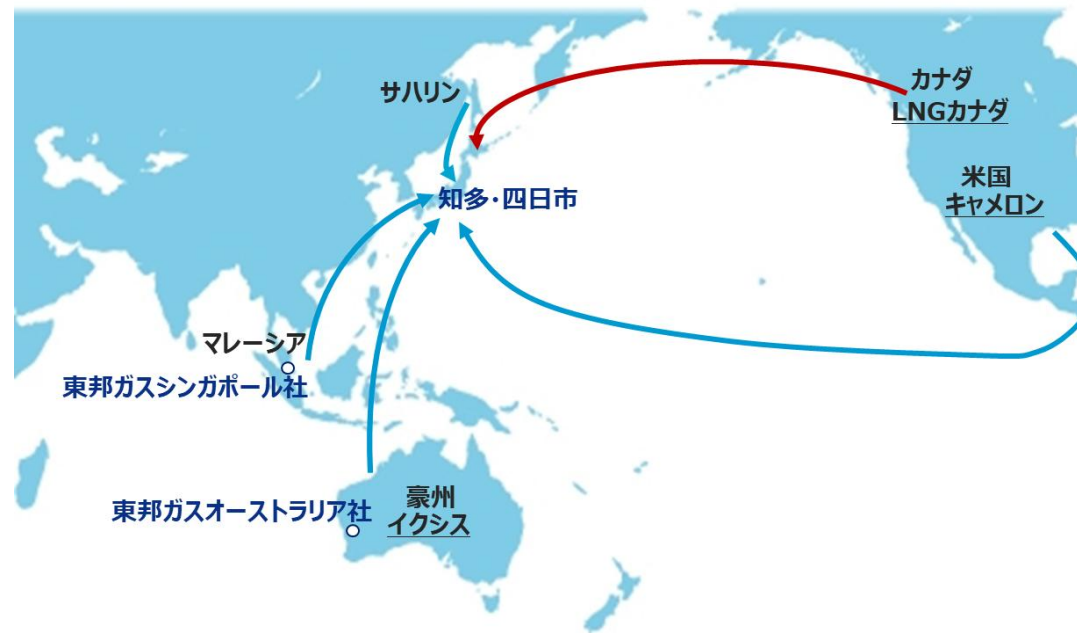 サハリン
カナダ
LNGカナダ
知多・四日市
米国
キャメロン
マレーシア
東邦ガスシンガポール社
豪州
イクシス
東邦ガスオーストラリア社